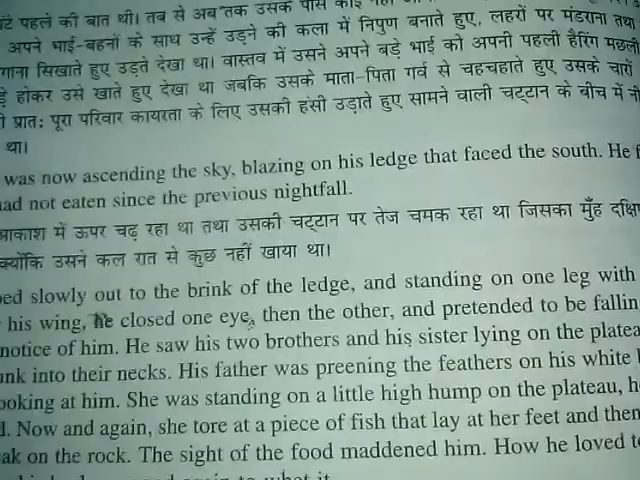 टे पहले की बात थी। तब से अब तक उसके पास कोई नहीं
अपने भाई-बहनों के साथ उन्हें उड़ने की कला में निपुण बनाते हुए, लहरों पर मंडराना तथा
गाना सिखाते हुए उड़ते देखा था। वास्तव में उसने अपने बड़े भाई को अपनी पहली हैरिंग मछली
ड़े होकर उसे खाते हुए देखा था जबकि उसके माता-पिता गर्व से चहचहाते हुए उसके चारों
प्रात: पूरा परिवार कायरता के लिए उसकी हंसी उड़ाते हुए सामने वाली चट्टान के बीच में
था।
was now ascending the sky, blazing on his ledge that faced the south. He f
ad not eaten since the previous nightfall.
आकाश में ऊपर चढ़ रहा था तथा उसकी चट्टान पर तेज चमक रहा था जिसका मुँह दक्षि
क्योंकि उसने कल रात से कुछ नहीं खाया था।
ed slowly out to the brink of the ledge, and standing on one leg with
his wing, he closed one eye, then the other, and pretended to be fallin
notice of him. He saw his two brothers and his sister lying on the platea
unk into their necks. His father was preening the feathers on his white
ooking at him. She was standing on a little high hump on the plateau, h
d. Now and again, she tore at a piece of fish that lay at her feet and then
ak on the rock. The sight of the food maddened him. How he loved to